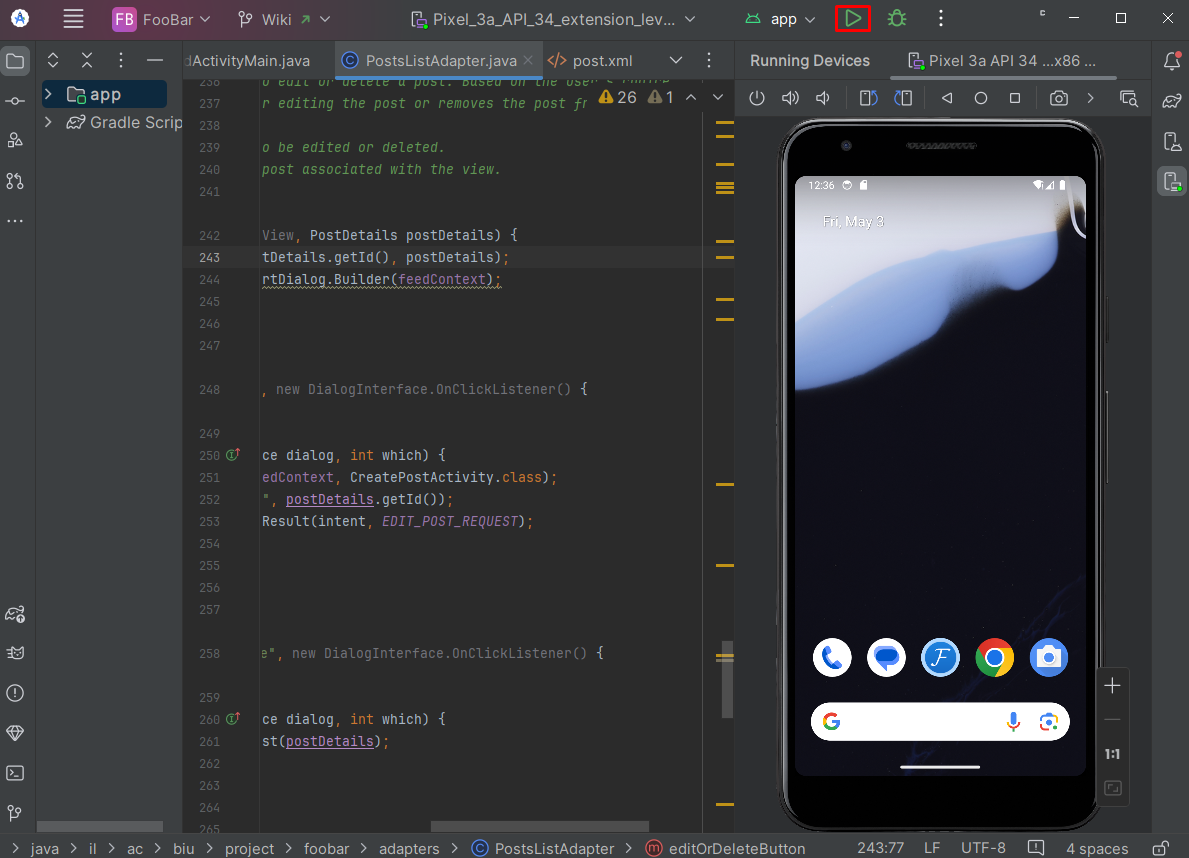 FB FooBar Wiki Pixel_3a_API_34_extension_lev... app
dActivityMain.java PostsListAdapter.java post.xml Running Devices Pixel 3a API 34 ...x86 ...
app
Gradle Scrip
26 1
238 o edit or delete a post. Based on the user's
237 r editing the post or removes the post fr
238
239 o be edited or deleted.
240 post associated with the view.
241
242 View, PostDetails postDetails) {
243 tDetails.getId(), postDetails);
244 rtDialog.Builder(feedContext);
245
246
247
248 , new DialogInterface.OnClickListener() {
249
250 ce dialog, int which) {
251 edContext, CreatePostActivity.class);
252 ", postDetails.getId());
253 Result(intent, EDIT_POST_REQUEST);
254
255
256
257
258 e", new DialogInterface.OnClickListener() {
259
260 ce dialog, int which) {
261 st(postDetails);
262
263
264
265
12:36
Fri, May 3
1:1
java il ac biu project foobar adapters PostsListAdapter editOrDeleteButton 243:77 LF UTF-8 4 spaces